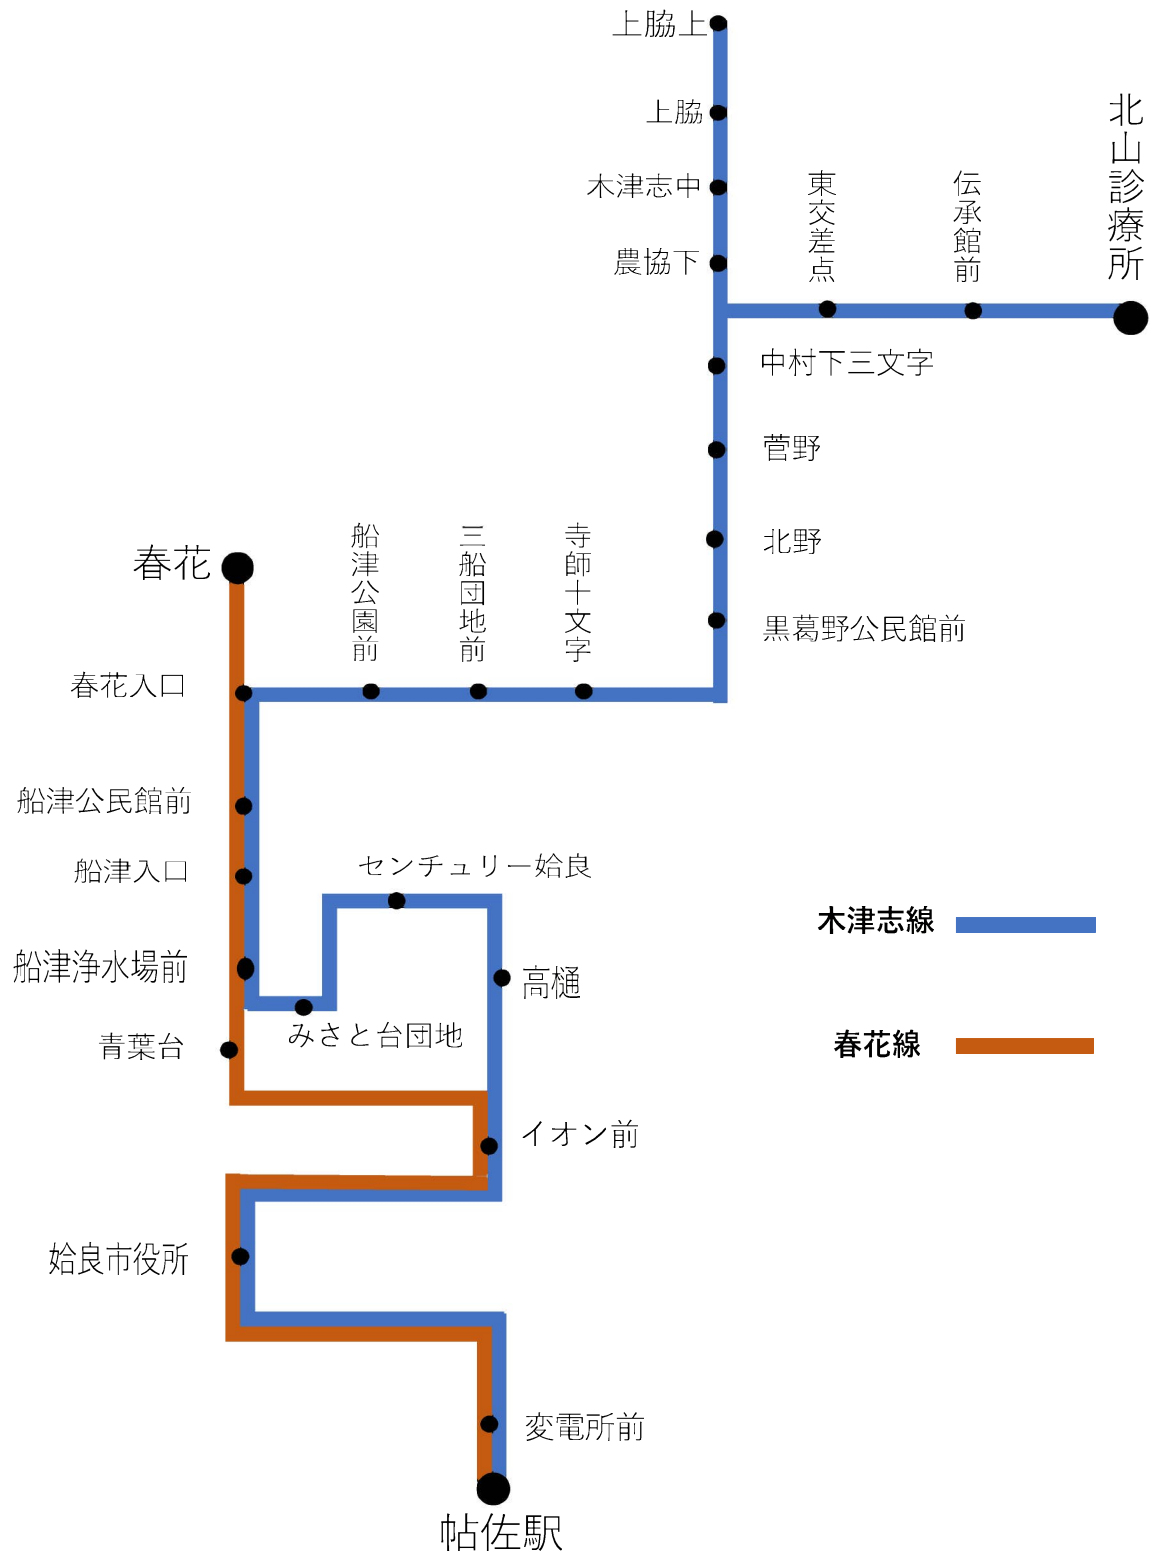 上脇上
上脇
木津志中
農協下
東交差点
伝承館前
北山診療所
中村下三文字
菅野
北野
黒葛野公民館前
春花
船津公園前
三船団地前
寺師十文字
春花入口
船津公民館前
船津入口
センチュリー姶良
船津浄水場前
高樋
みさと台団地
青葉台
イオン前
姶良市役所
変電所前
帖佐駅
木津志線
春花線